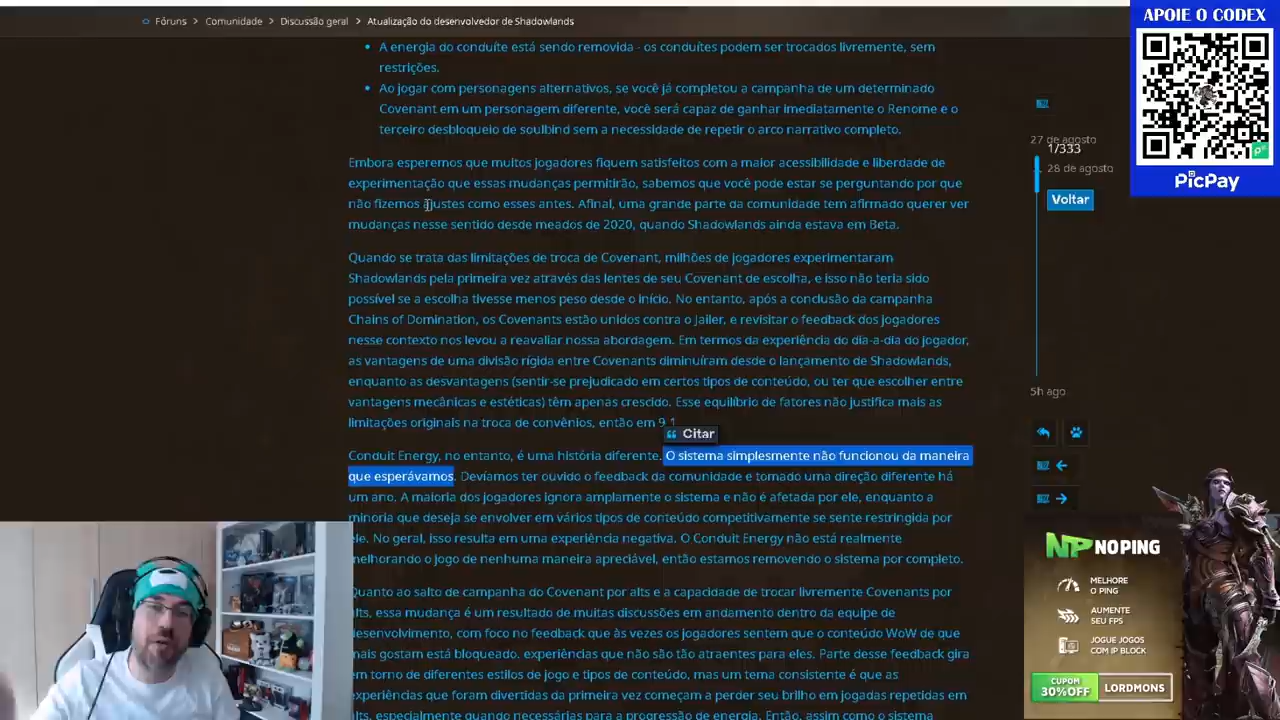 Fóruns > Comunidade > Discussão geral > Atualização do desenvolvedor de Shadowlands
APOIE O CODEX
PicPay
• A energia do conduíte está sendo removida - os conduítes podem ser trocados livremente, sem
restrições.
• Ao jogar com personagens alternativos, se você já completou a campanha de um determinado
Covenant em um personagem diferente, você será capaz de ganhar imediatamente o Renome e o
terceiro desbloqueio de soulbind sem a necessidade de repetir o arco narrativo completo.
Embora esperemos que muitos jogadores fiquem satisfeitos com a maior acessibilidade e liberdade de
experimentação que essas mudanças permitirão, sabemos que você pode estar se perguntando por que
não fizemos ajustes como esses antes. Afinal, uma grande parte da comunidade tem afirmado querer ver
mudanças nesse sentido desde meados de 2020, quando Shadowlands ainda estava em Beta.
Quando se trata das limitações de troca de Covenant, milhões de jogadores experimentaram
Shadowlands pela primeira vez através das lentes de seu Covenant de escolha, e isso não teria sido
possível se a escolha tivesse menos peso desde o início. No entanto, após a conclusão da campanha
Chains of Domination, os Covenants estão unidos contra o Jailer, e revisitar o feedback dos jogadores
nesse contexto nos levou a reavaliar nossa abordagem. Em termos da experiência do dia-a-dia do jogador,
as vantagens de uma divisão rígida entre Covenants diminuíram desde o lançamento de Shadowlands,
enquanto as desvantagens (sentir-se prejudicado em certos tipos de conteúdo, ou ter que escolher entre
vantagens mecânicas e estéticas) têm apenas crescido. Esse equilíbrio de fatores não justifica mais as
limitações originais na troca de convênios, então em 9.1
Citar
Conduit Energy, no entanto, é uma história diferente. O sistema simplesmente não funcionou da maneira
que esperávamos. Devíamos ter ouvido o feedback da comunidade e tomado uma direção diferente há
um ano. A maioria dos jogadores ignora amplamente o sistema e não é afetada por ele, enquanto a
minoria que deseja se envolver em vários tipos de conteúdo competitivamente se sente restringida por
ele. No geral, isso resulta em uma experiência negativa. O Conduit Energy não está realmente
melhorando o jogo de nenhuma maneira apreciável, então estamos removendo o sistema por completo.
Quanto ao salto de campanha do Covenant por alts e a capacidade de trocar livremente Covenants por
alts, essa mudança é um resultado de muitas discussões em andamento dentro da equipe de
desenvolvimento, com foco no feedback que às vezes os jogadores sentem que o conteúdo WoW de que
mais gostam está bloqueado. experiências que não são tão atraentes para eles. Parte desse feedback gira
em torno de diferentes estilos de jogo e tipos de conteúdo, mas um tema consistente é que as
experiências que foram divertidas da primeira vez começam a perder seu brilho em jogadas repetidas em
alts, especialmente quando necessárias para a progressão de energia. Então, assim como o sistema
27 de agosto
1/333
28 de agosto
Voltar
5h ago
NP NOPING
MELHORE
O PING
AUMENTE
SEU FPS
JOGUE JOGOS
COM IP BLOCK
CUPOM
30%OFF
LORDMONS